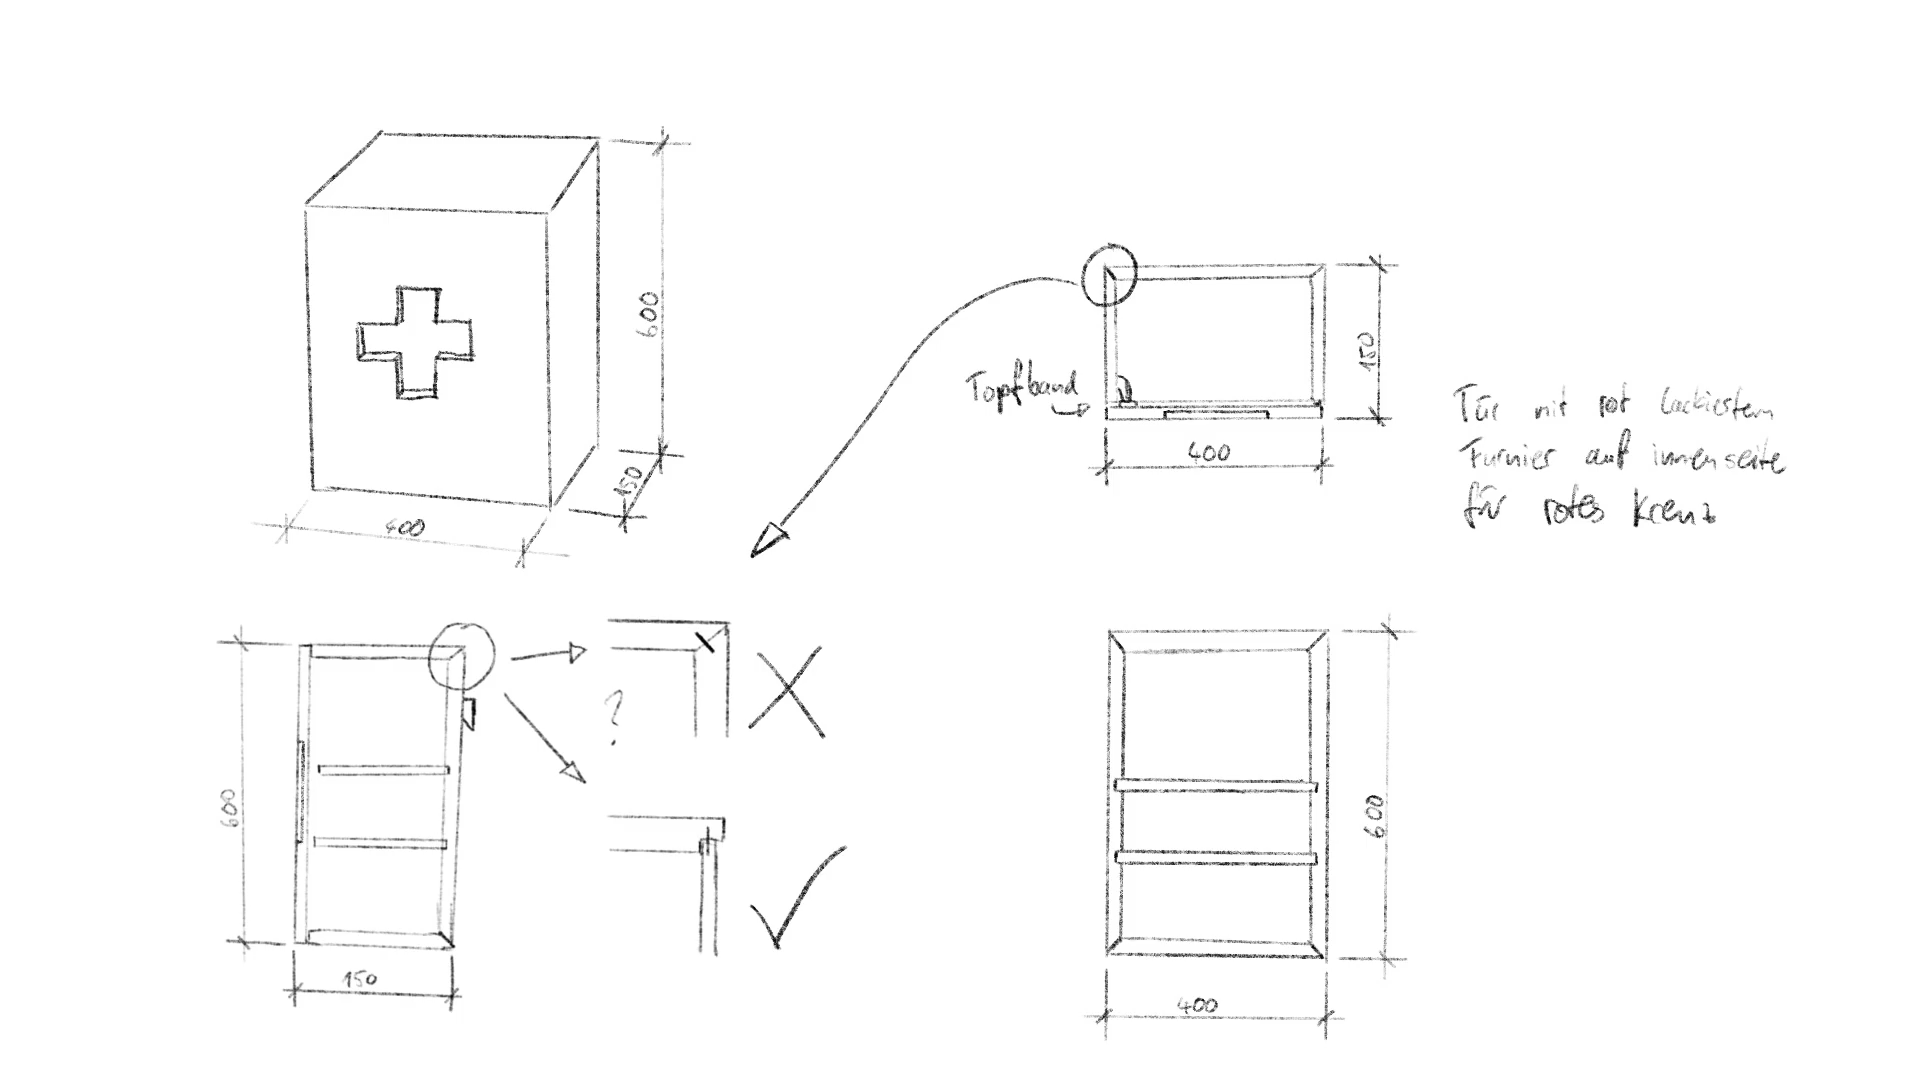 600
150
400
Topfband
150
400
Tür mit rot lackiertem
Furnier auf innenseite
für rotes Kreuz
600
150
?
600
400